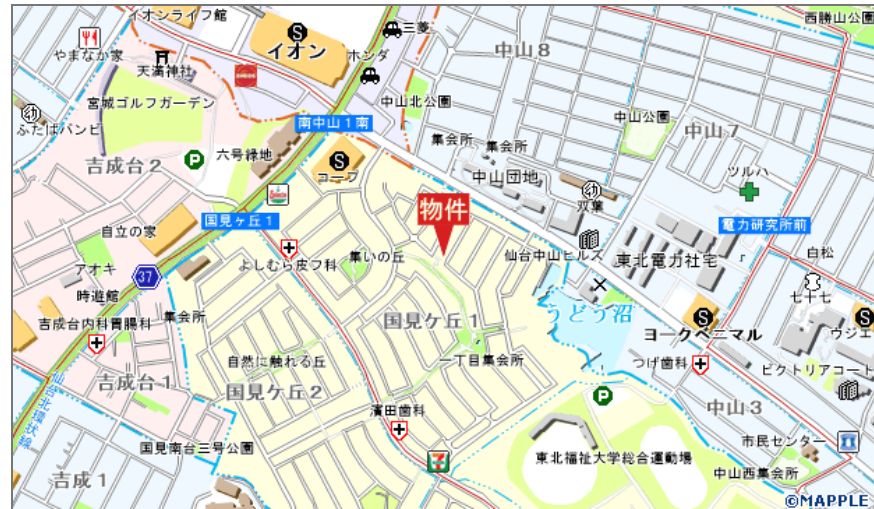 イオンライフ館
三菱
西勝山公園
イオン
ホンダ
やまなか家
中山8
天満神社
宮城ゴルフガーデン
中山北公園
中山公園
ふたばバンビ
南中山1南
集会所
集会所
中山7
六号緑地
吉成台2
コープ
中山団地
ツルハ
双葉
物件
自立の家
国見ヶ丘1
電力研究所前
よしむら皮フ科
集いの丘
仙台中山ヒルズ
東北電力社宅
白松
アオキ
37
時遊館
七十七
吉成台内科胃腸科
集会所
国見ケ丘1
うどう沼
ヨークベニマル
ウジエ
自然に触れる丘
一丁目集会所
つげ歯科
ビクトリアコート
吉成台1
国見ケ丘2
仙台北環状線
濱田歯科
中山3
国見南台三号公園
市民センター
東北福祉大学総合運動場
吉成1
中山西集会所
©MAPPLE